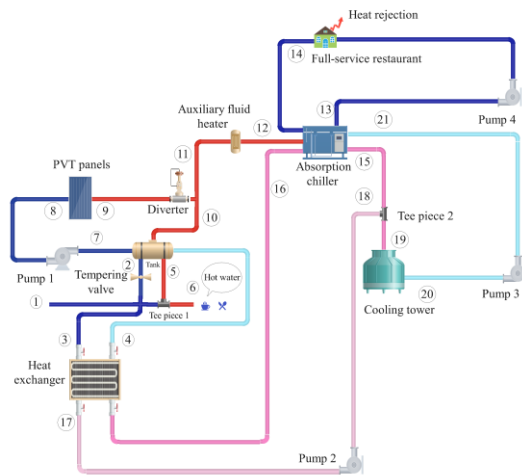 Heat rejection
14
Full-service restaurant
13
Pump 4
21
Auxiliary fluid
heater
12
Absorption
chiller
15
16
11
PVT panels
8
9
Diverter
10
18
Tee piece 2
7
Pump 1
2
Tank
5
Tempering
valve
6
Hot water
1
Tee piece 1
19
Cooling tower
20
Pump 3
3
4
Heat
exchanger
17
Pump 2